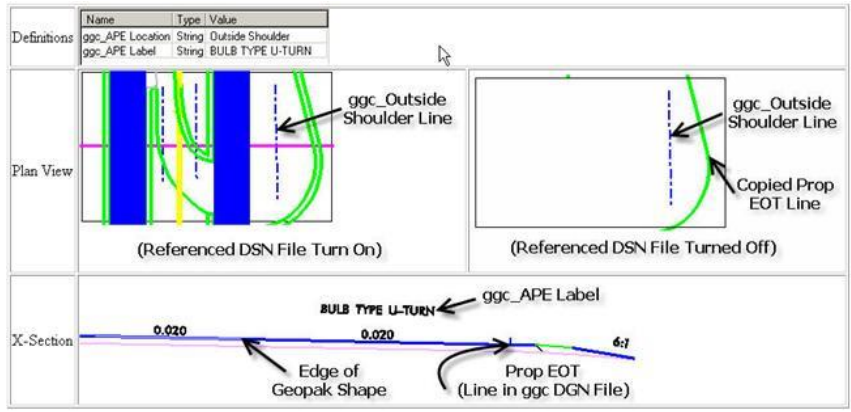 Definitions
Name Type Value
ggc_APE Location String Outside Shoulder
ggc_APE Label String BULB TYPE U-TURN
Plan View
ggc_Outside
Shoulder Line
(Referenced DSN File Turn On)
ggc_Outside
Shoulder Line
Copied Prop
EOT Line
(Referenced DSN File Turned Off)
X-Section
BULB TYPE U-TURN
ggc_APE Label
0.020
0.020
6:1
Edge of
Geopak Shape
Prop EOT
(Line in ggc DGN File)